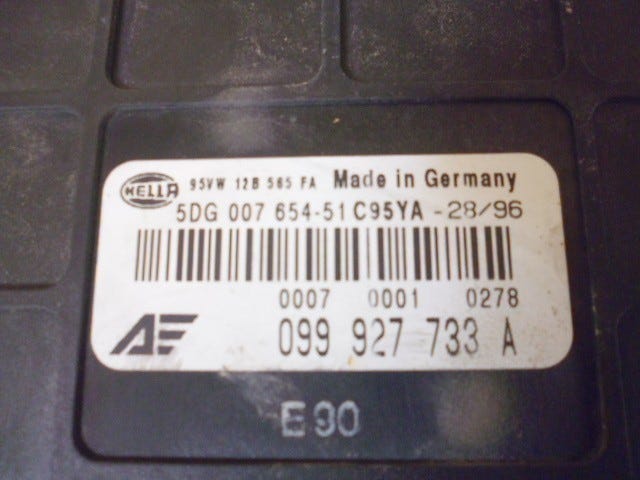 HELLA 95VW 12B 565 FA Made in Germany
5DG 007 654-51 C95YA - 28/96
0007 0001 0278
AE 099 927 733 A
E90